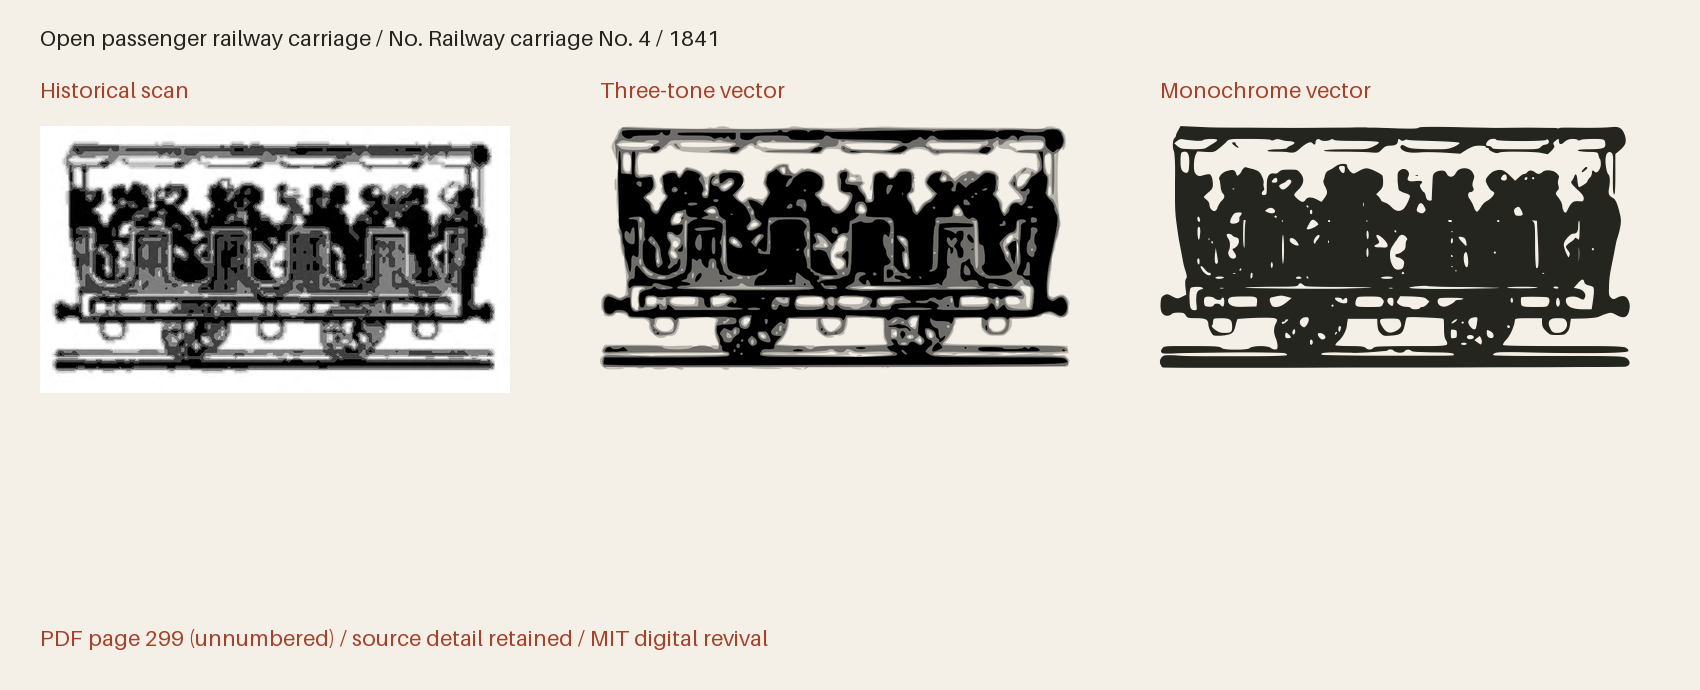 Open passenger railway carriage / No. Railway carriage No. 4 / 1841
Historical scan
Three-tone vector
Monochrome vector
PDF page 299 (unnumbered) / source detail retained / MIT digital revival